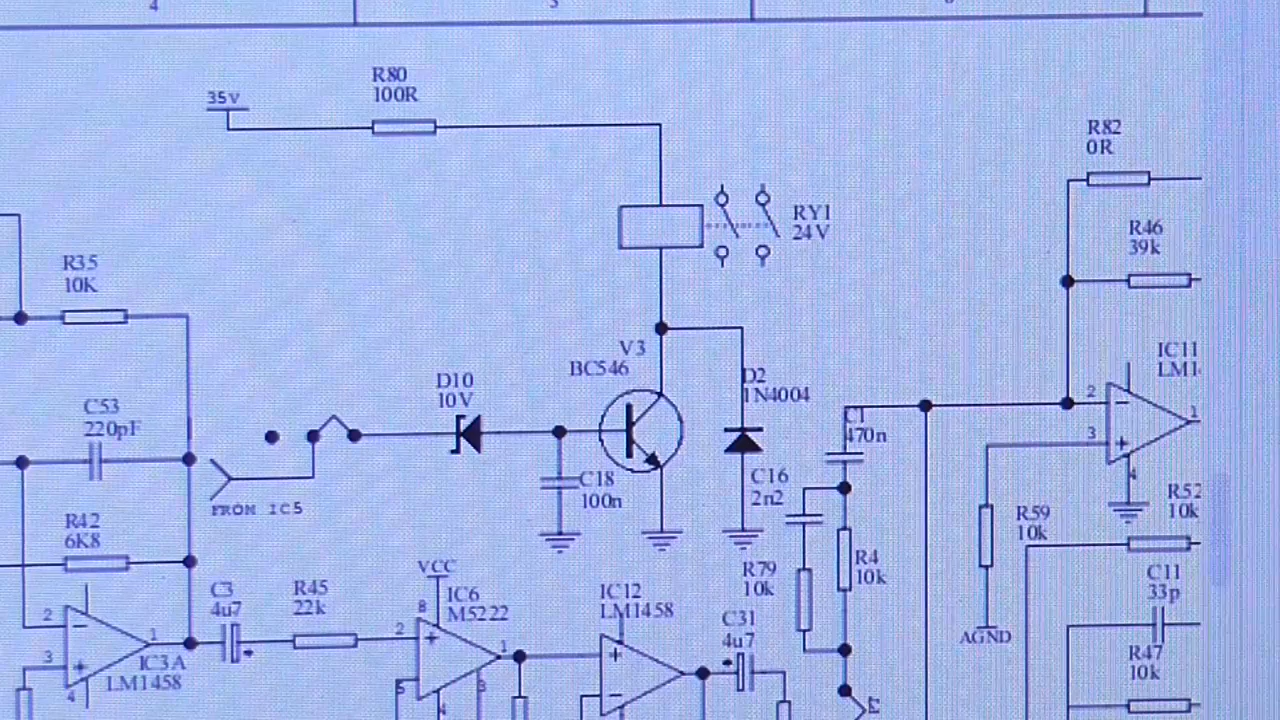 4
35V
R80
100R
R82
0R
RY1
24V
R46
39k
R35
10K
V3
BC546
IC11
LM1
D10
10V
D2
1N4004
2
1
3
4
C53
220pF
C1
470n
C18
100n
C16
2n2
FROM IC5
R52
10k
R59
10k
R42
6K8
VCC
R79
10k
R4
10k
C11
33p
C3
4u7
R45
22k
8
IC6
M5222
IC12
LM1458
C31
4u7
2
1
3
4
2
1
5
3
4
AGND
IC3A
LM1458
R47
10k